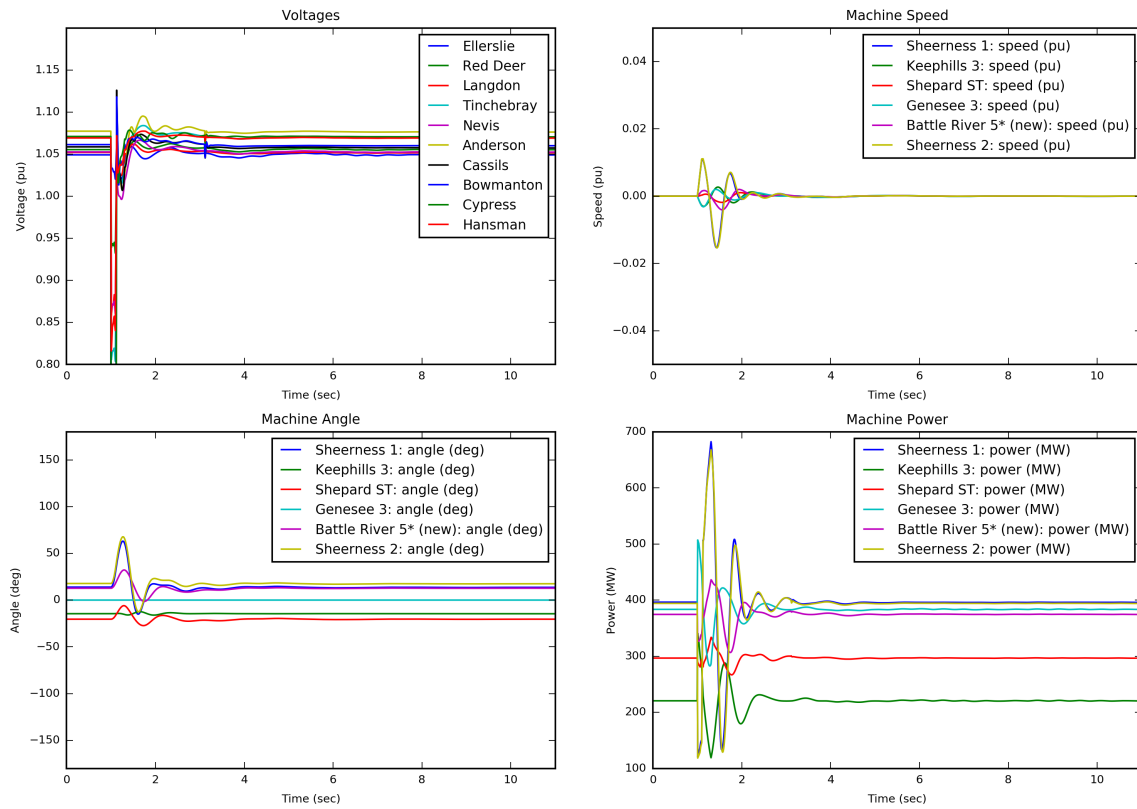 Voltages
Voltage (pu)
1.15
1.10
1.05
1.00
0.95
0.90
0.85
0.80
0 2 4 6 8 10
Time (sec)
Ellerslie
Red Deer
Langdon
Tinchebray
Nevis
Anderson
Cassils
Bowmanton
Cypress
Hansman
Machine Speed
Speed (pu)
0.04
0.02
0.00
−0.02
−0.04
0 2 4 6 8 10
Time (sec)
Sheerness 1: speed (pu)
Keephills 3: speed (pu)
Shepard ST: speed (pu)
Genesee 3: speed (pu)
Battle River 5* (new): speed (pu)
Sheerness 2: speed (pu)
Machine Angle
Angle (deg)
150
100
50
0
−50
−100
−150
0 2 4 6 8 10
Time (sec)
Sheerness 1: angle (deg)
Keephills 3: angle (deg)
Shepard ST: angle (deg)
Genesee 3: angle (deg)
Battle River 5* (new): angle (deg)
Sheerness 2: angle (deg)
Machine Power
Power (MW)
700
600
500
400
300
200
100
0 2 4 6 8 10
Time (sec)
Sheerness 1: power (MW)
Keephills 3: power (MW)
Shepard ST: power (MW)
Genesee 3: power (MW)
Battle River 5* (new): power (MW)
Sheerness 2: power (MW)